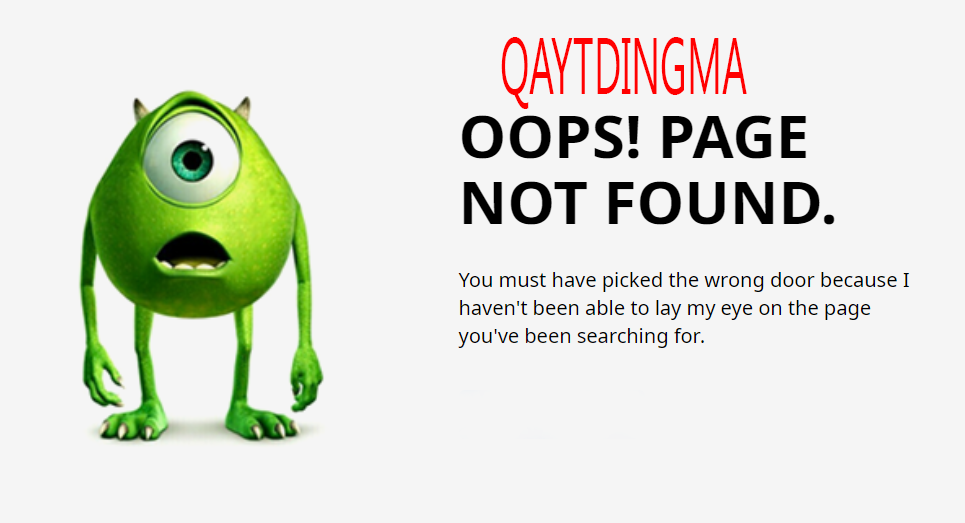 QAYTDINGMA
OOPS! PAGE
NOT FOUND.
You must have picked the wrong door because I
haven't been able to lay my eye on the page
you've been searching for.